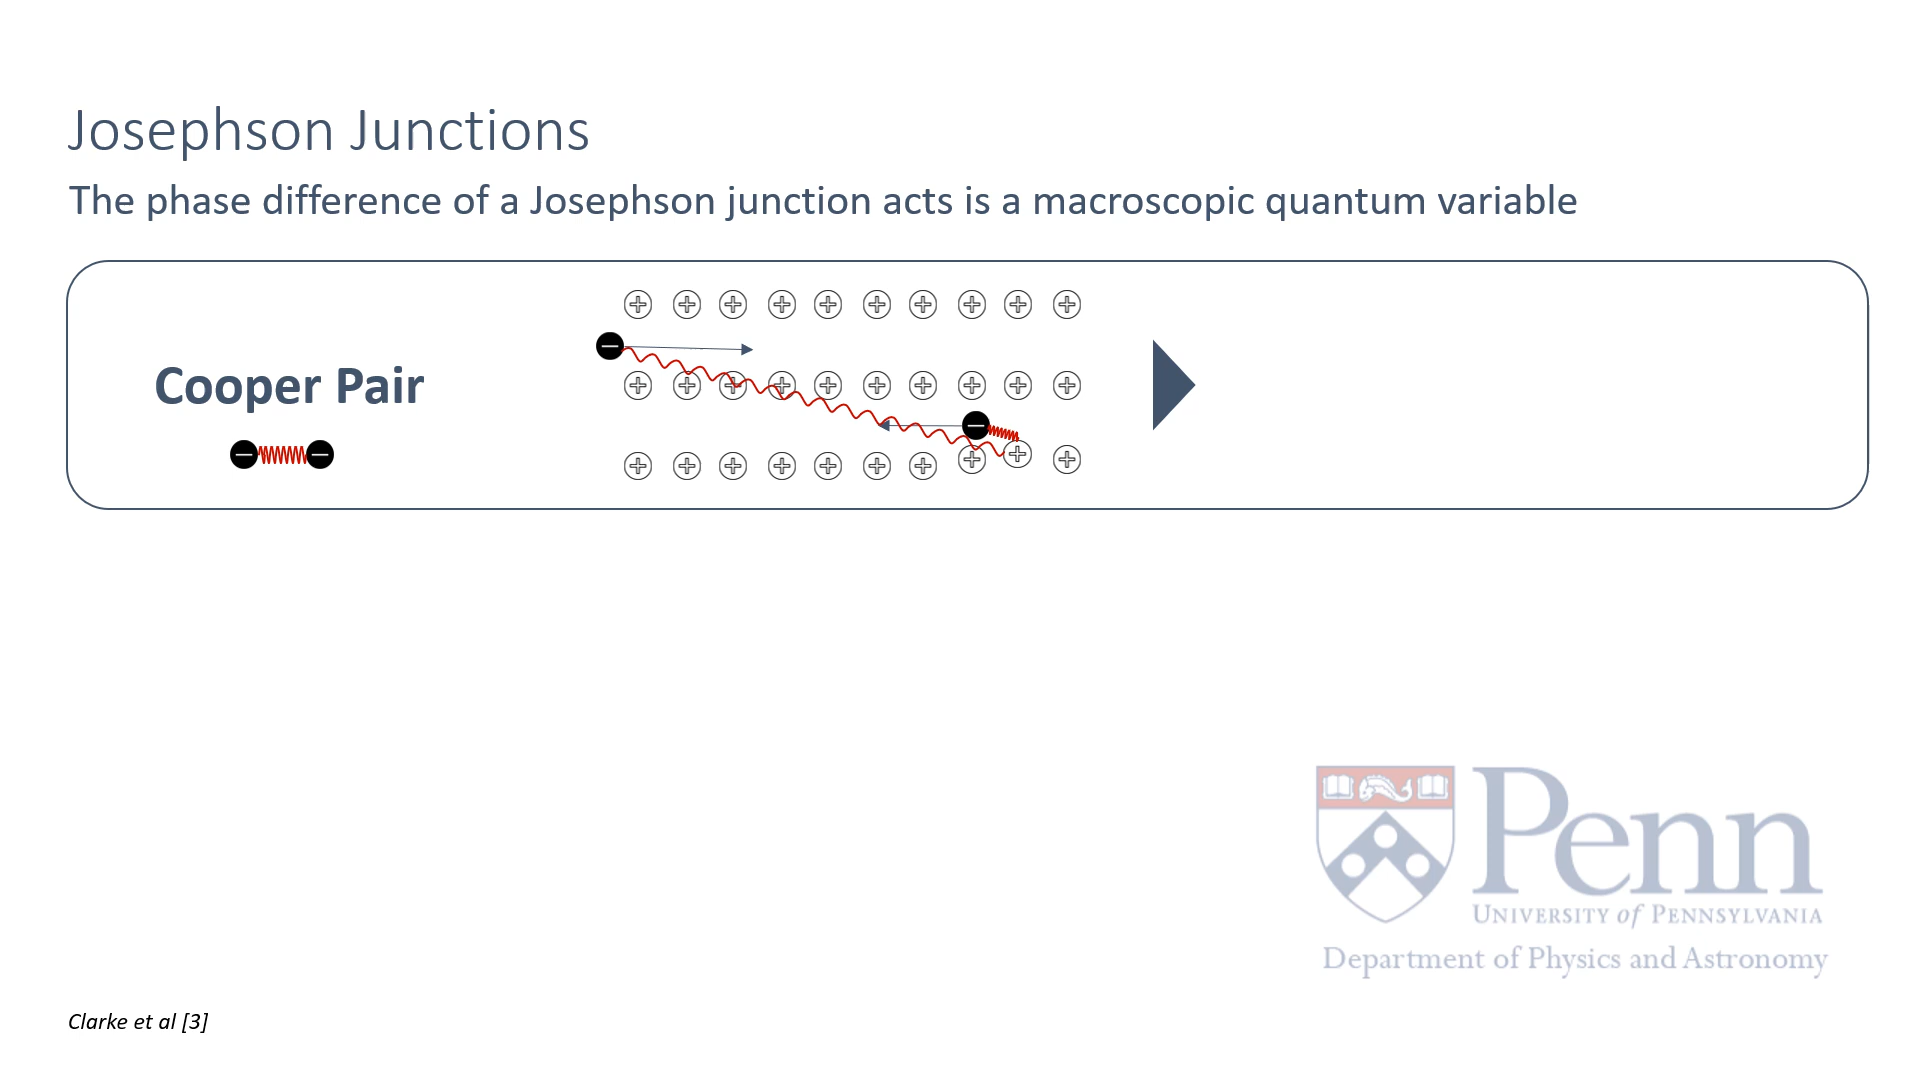 Josephson Junctions
The phase difference of a Josephson junction acts is a macroscopic quantum variable
Cooper Pair
Penn
UNIVERSITY of PENNSYLVANIA
Department of Physics and Astronomy
Clarke et al [3]